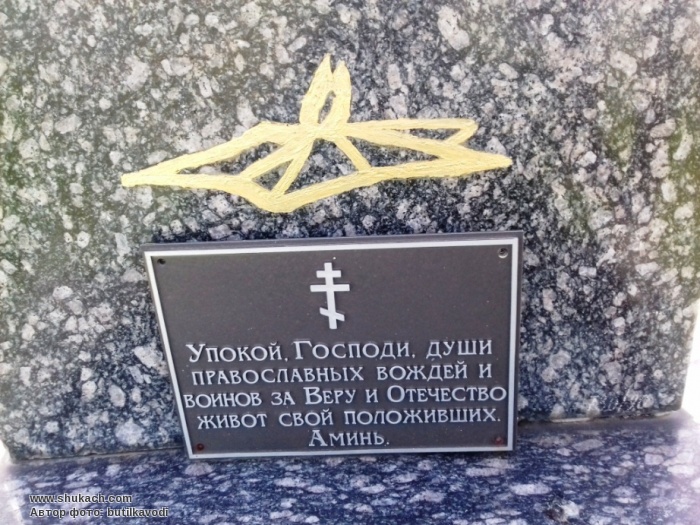 Упокой, Господи, души
православных вождей и
воинов за Веру и Отечество
живот свой положивших.
Аминь.
www.shukach.com
Автор фото: butilkavodi